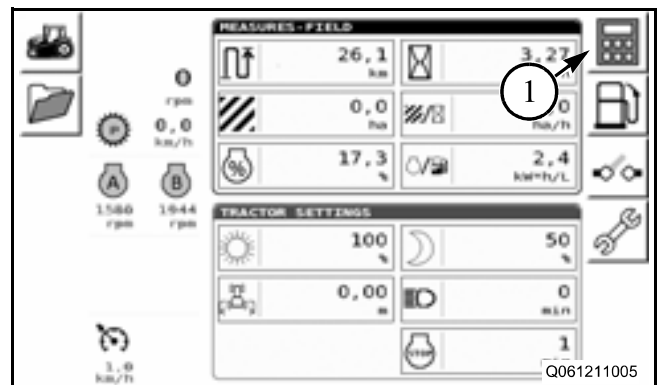 MEASURES-FIELD
26,1
km
3,27
0
rpm
0,0
ha
0
ha/h
1
P
0,0
km/h
%
17,3
%
2,4
kW*h/L
A
B
1580
rpm
1944
rpm
TRACTOR SETTINGS
100
%
50
%
0,00
m
0
min
STOP
1
1.0
km/h
Q061211005